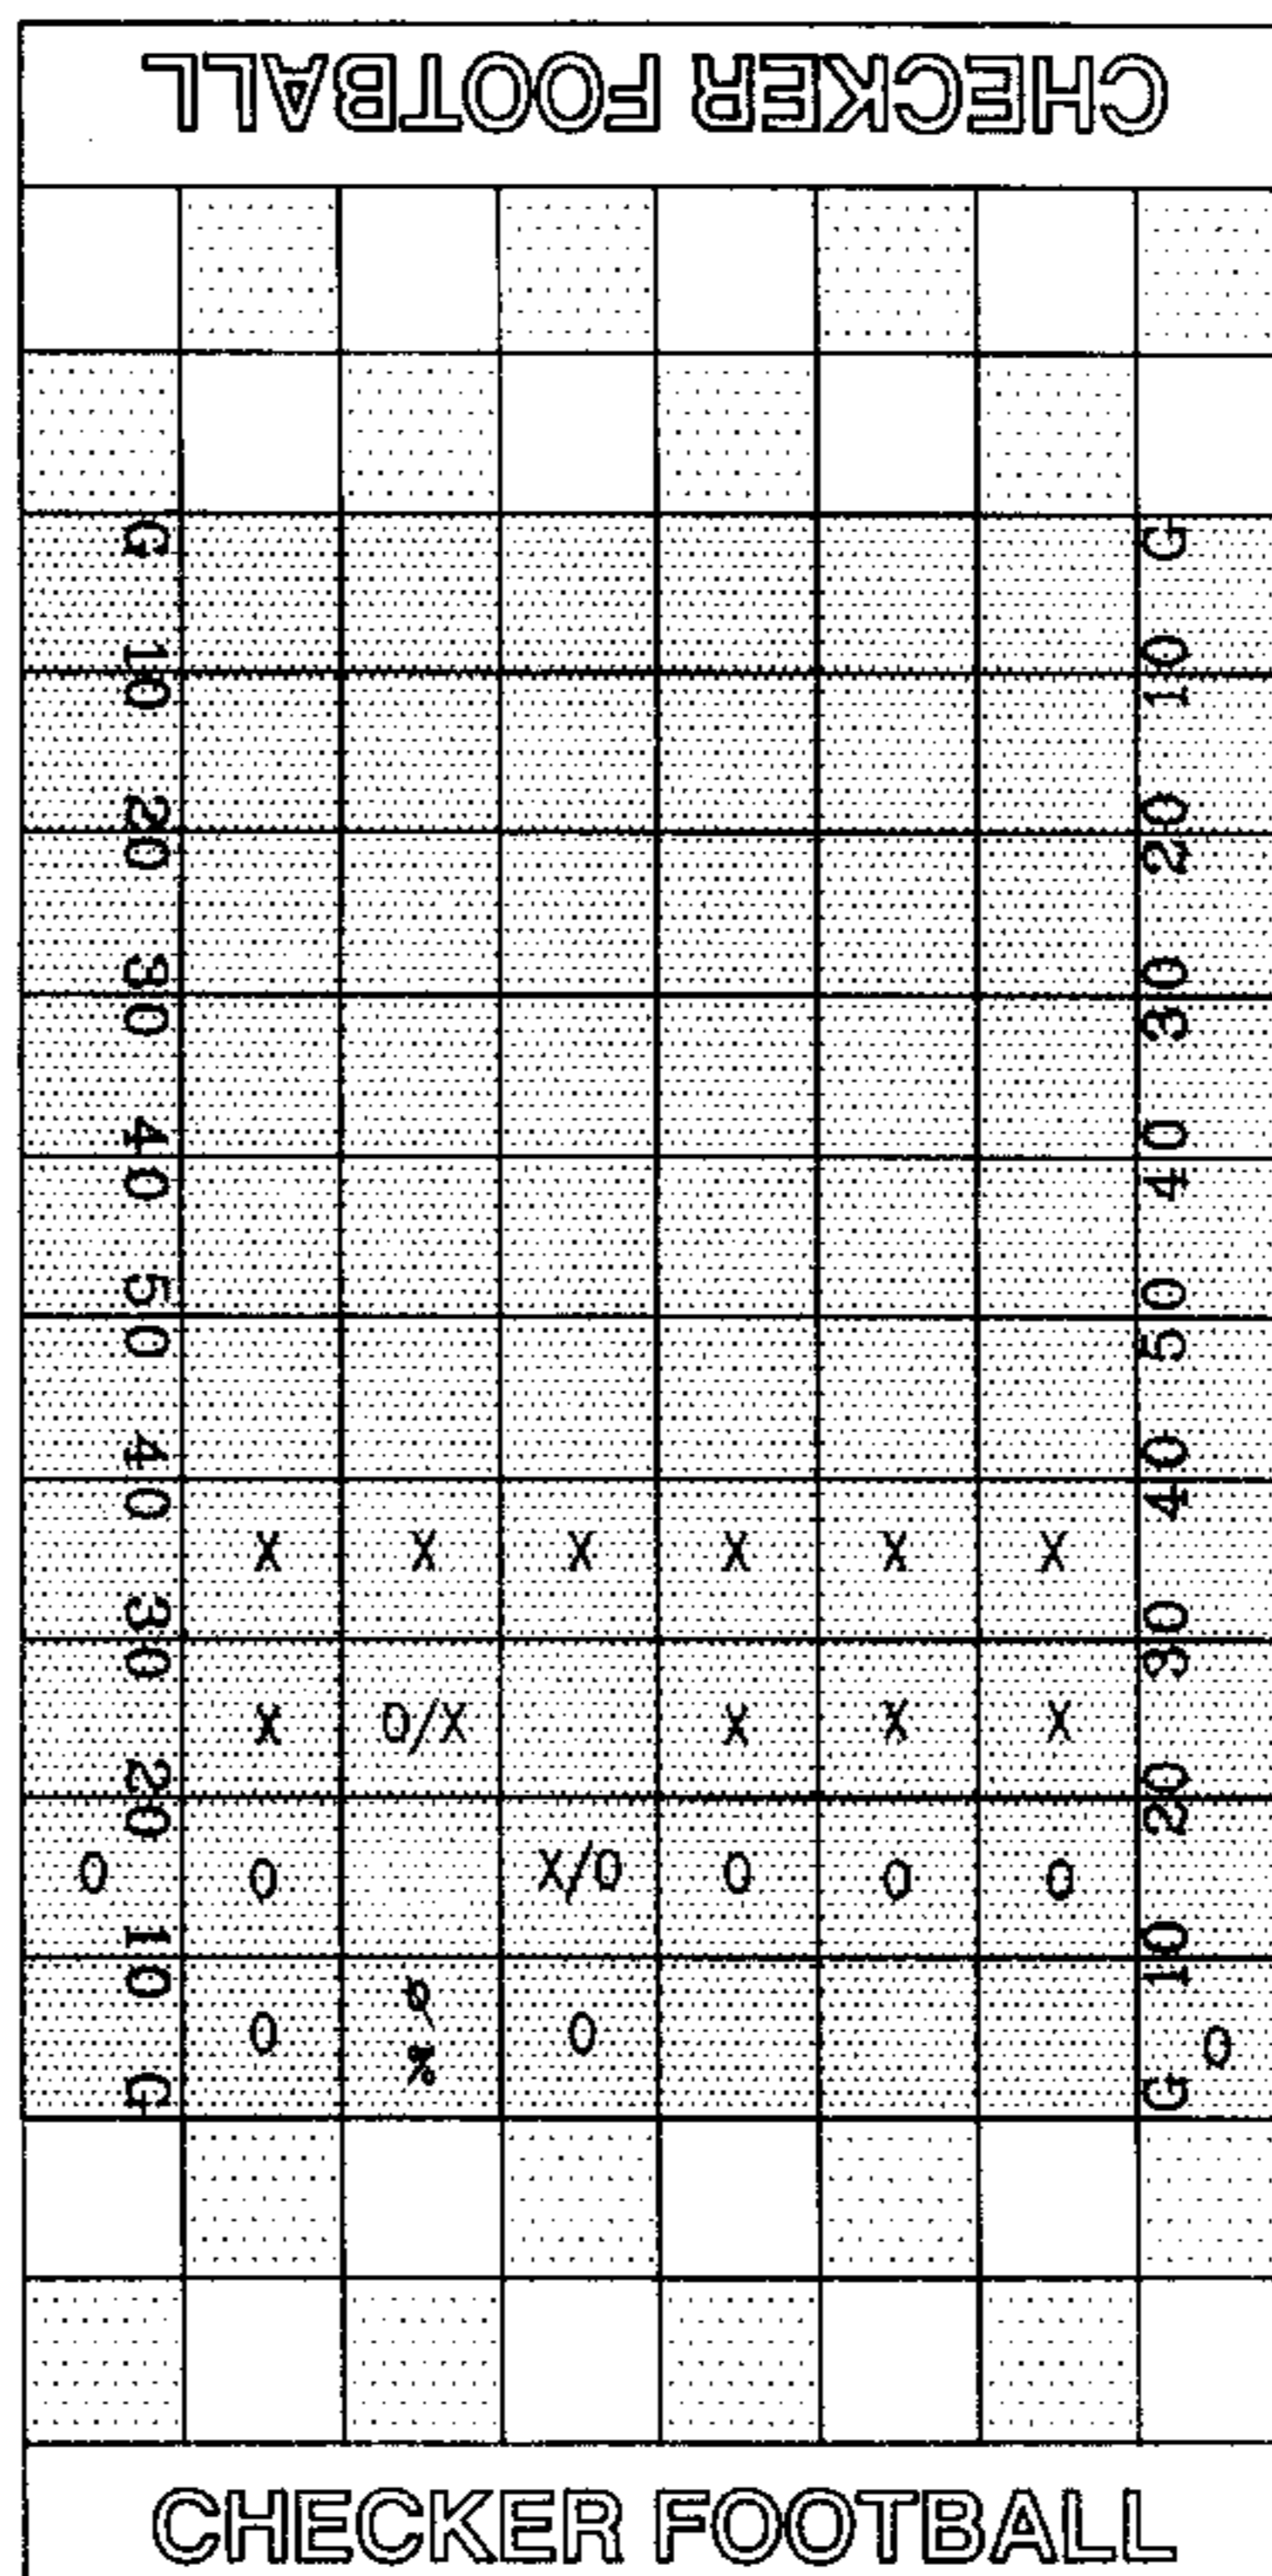 CHECKER FOOTBALL
G G
10 10
20 20
30 30
40 40
50 50
40 40
X X X X X X
30 30
X O/X X X X
20 20
O O X/O O O O
10 10
O O O
G G
CHECKER FOOTBALL